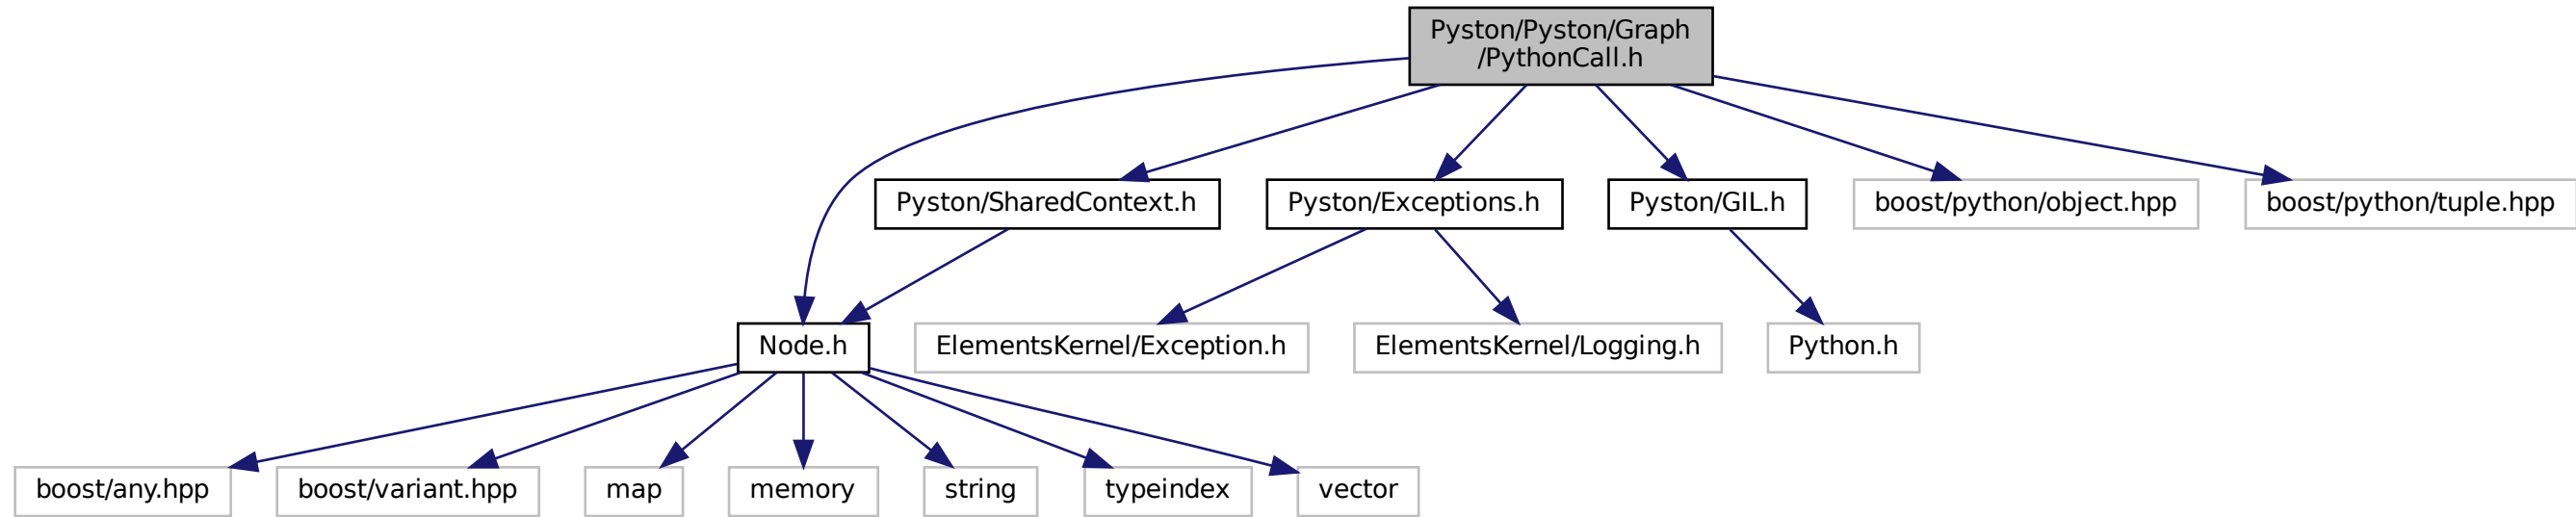 Pyston/Pyston/Graph
/PythonCall.h
Pyston/SharedContext.h
Pyston/Exceptions.h
Pyston/GIL.h
boost/python/object.hpp
boost/python/tuple.hpp
Node.h
ElementsKernel/Exception.h
ElementsKernel/Logging.h
Python.h
boost/any.hpp
boost/variant.hpp
map
memory
string
typeindex
vector